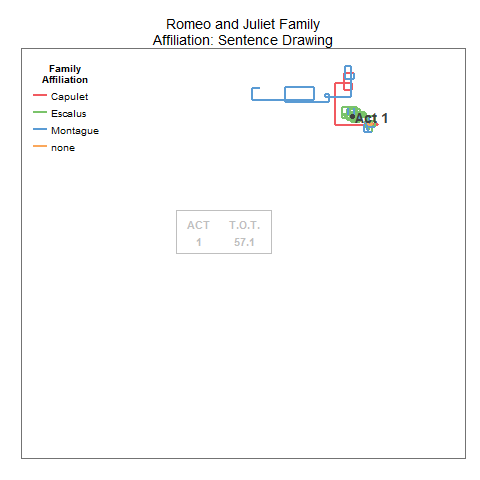 Romeo and Juliet Family
Affiliation: Sentence Drawing
Family
Affiliation
Capulet
Escalus
Montague
none
Act 1
ACT T.O.T.
1 57.1